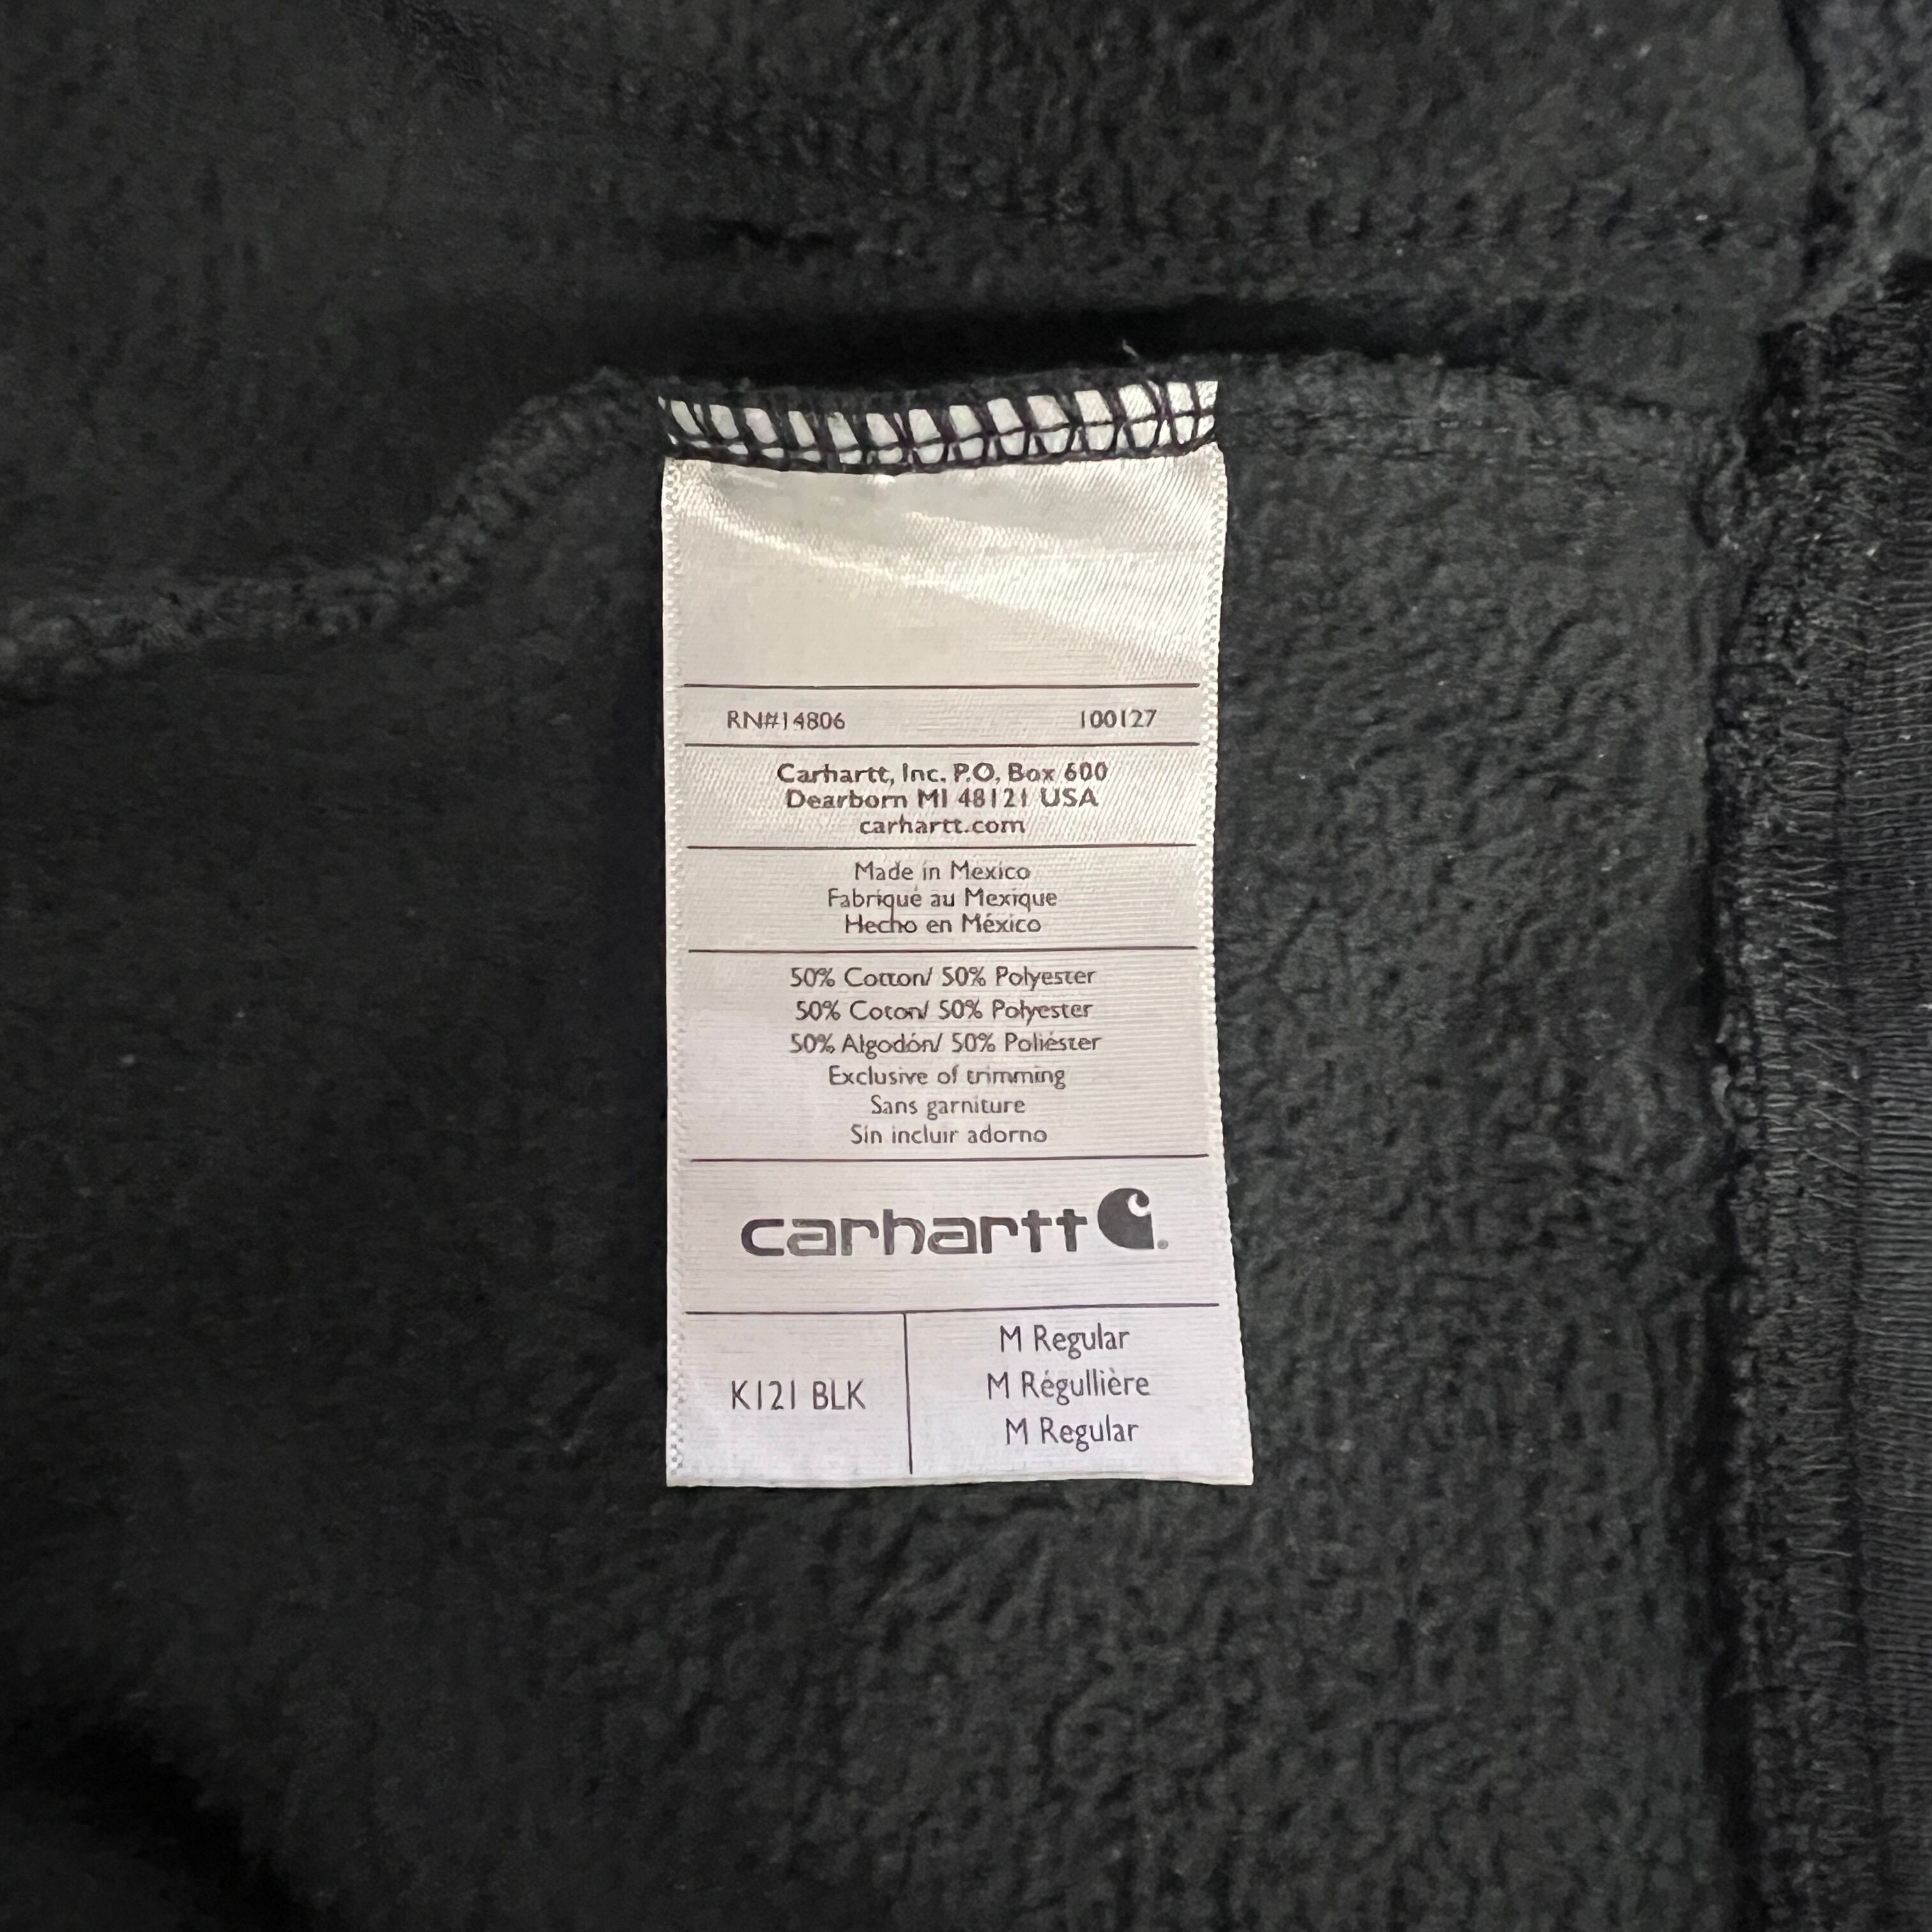 RN#14806 100127
Carhartt, Inc. P.O. Box 600
Dearborn MI 48121 USA
carhartt.com
Made in Mexico
Fabriqué au Mexique
Hecho en México
50% Cotton/ 50% Polyester
50% Coton/ 50% Polyester
50% Algodón/ 50% Poliéster
Exclusive of trimming
Sans garniture
Sin incluir adorno
carhartt
K121 BLK
M Regular
M Régullière
M Regular